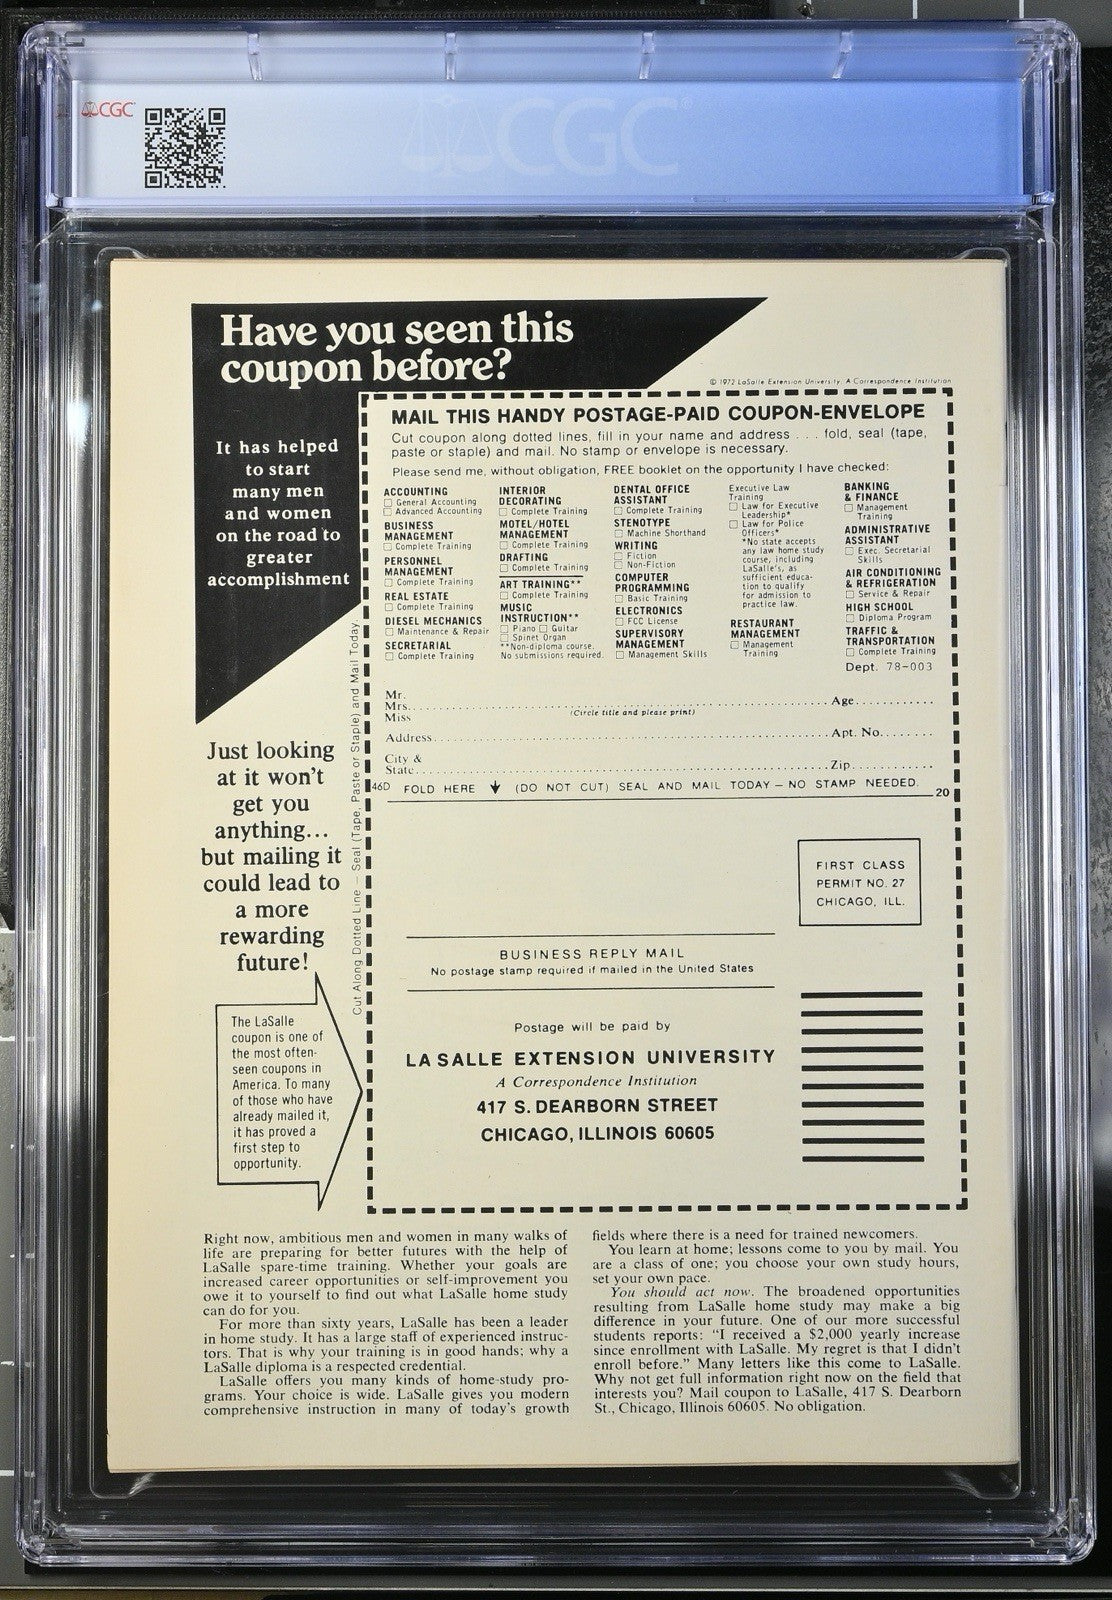 CGC
CGC
Have you seen this
coupon before?
© 1972 LaSalle Extension University. A Correspondence Institution
It has helped
to start
many men
and women
on the road to
greater
accomplishment
MAIL THIS HANDY POSTAGE-PAID COUPON-ENVELOPE
Cut coupon along dotted lines, fill in your name and address . . . fold, seal (tape,
paste or staple) and mail. No stamp or envelope is necessary.
Please send me, without obligation, FREE booklet on the opportunity I have checked:
ACCOUNTING
□ General Accounting
□ Advanced Accounting
BUSINESS
MANAGEMENT
□ Complete Training
PERSONNEL
MANAGEMENT
□ Complete Training
REAL ESTATE
□ Complete Training
DIESEL MECHANICS
□ Maintenance & Repair
SECRETARIAL
□ Complete Training
INTERIOR
DECORATING
□ Complete Training
MOTEL/HOTEL
MANAGEMENT
□ Complete Training
DRAFTING
□ Complete Training
ART TRAINING**
□ Complete Training
MUSIC
INSTRUCTION**
□ Piano □ Guitar
□ Spinet Organ
**Non-diploma course.
No submissions required.
DENTAL OFFICE
ASSISTANT
□ Complete Training
STENOTYPE
□ Machine Shorthand
WRITING
□ Fiction
□ Non-Fiction
COMPUTER
PROGRAMMING
□ Basic Training
ELECTRONICS
□ FCC License
SUPERVISORY
MANAGEMENT
□ Management Skills
Executive Law
Training
□ Law for Executive
Leadership*
□ Law for Police
Officers*
*No state accepts
any law home study
course, including
LaSalle's, as
sufficient educa-
tion to qualify
for admission to
practice law.
RESTAURANT
MANAGEMENT
□ Management
Training
BANKING
& FINANCE
□ Management
Training
ADMINISTRATIVE
ASSISTANT
□ Exec. Secretarial
Skills
AIR CONDITIONING
& REFRIGERATION
□ Service & Repair
HIGH SCHOOL
□ Diploma Program
TRAFFIC &
TRANSPORTATION
□ Complete Training
Dept. 78-003
Mr.
Mrs. Age
Miss (Circle title and please print)
Address Apt. No.
City &
State Zip
46D FOLD HERE ↓ (DO NOT CUT) SEAL AND MAIL TODAY — NO STAMP NEEDED. 20
Cut Along Dotted Line — Seal (Tape, Paste or Staple) and Mail Today.
Just looking
at it won't
get you
anything...
but mailing it
could lead to
a more
rewarding
future!
FIRST CLASS
PERMIT NO. 27
CHICAGO, ILL.
BUSINESS REPLY MAIL
No postage stamp required if mailed in the United States
Postage will be paid by
LA SALLE EXTENSION UNIVERSITY
A Correspondence Institution
417 S. DEARBORN STREET
CHICAGO, ILLINOIS 60605
The LaSalle
coupon is one of
the most often-
seen coupons in
America. To many
of those who have
already mailed it,
it has proved a
first step to
opportunity.
Right now, ambitious men and women in many walks of
life are preparing for better futures with the help of
LaSalle spare-time training. Whether your goals are
increased career opportunities or self-improvement you
owe it to yourself to find out what LaSalle home study
can do for you.
For more than sixty years, LaSalle has been a leader
in home study. It has a large staff of experienced instruc-
tors. That is why your training is in good hands; why a
LaSalle diploma is a respected credential.
LaSalle offers you many kinds of home-study pro-
grams. Your choice is wide. LaSalle gives you modern
comprehensive instruction in many of today's growth
fields where there is a need for trained newcomers.
You learn at home; lessons come to you by mail. You
are a class of one; you choose your own study hours,
set your own pace.
You should act now. The broadened opportunities
resulting from LaSalle home study may make a big
difference in your future. One of our more successful
students reports: "I received a $2,000 yearly increase
since enrollment with LaSalle. My regret is that I didn't
enroll before." Many letters like this come to LaSalle.
Why not get full information right now on the field that
interests you? Mail coupon to LaSalle, 417 S. Dearborn
St., Chicago, Illinois 60605. No obligation.